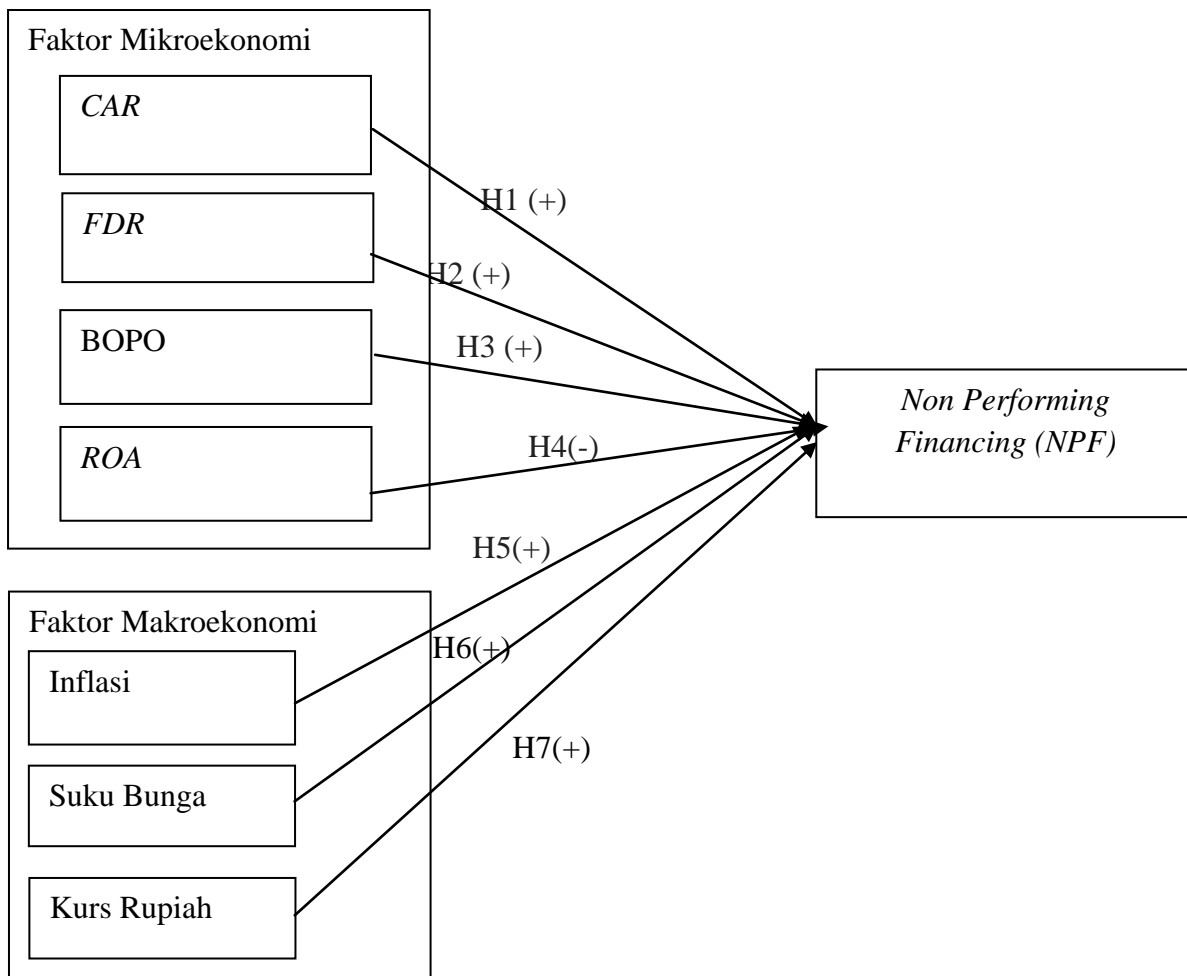 Faktor Mikroekonomi
CAR
H1 (+)
FDR
H2 (+)
BOPO
H3 (+)
Non Performing
Financing (NPF)
ROA
H4(-)
H5(+)
Faktor Makroekonomi
H6(+)
Inflasi
H7(+)
Suku Bunga
Kurs Rupiah